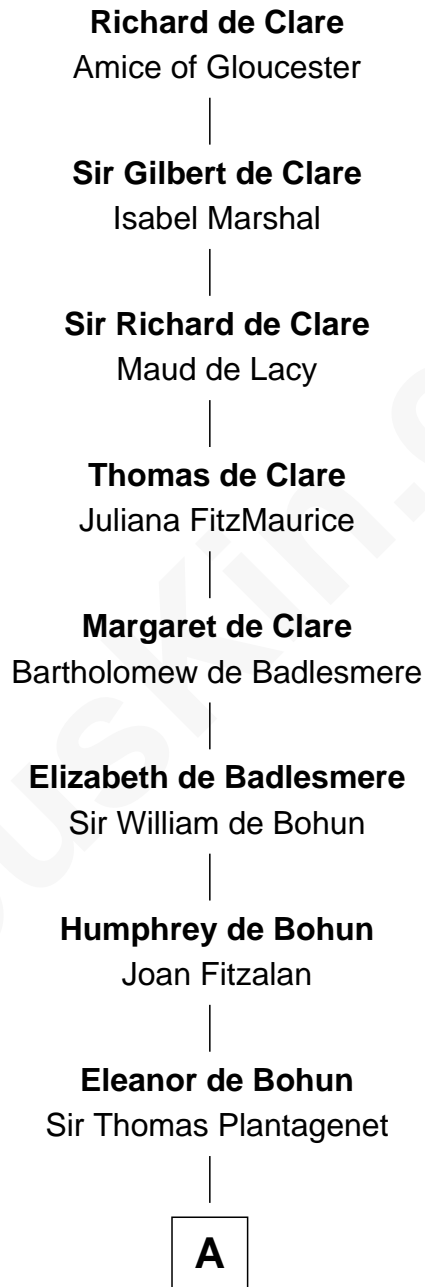 Richard de Clare
Amice of Gloucester
Sir Gilbert de Clare
Isabel Marshal
Sir Richard de Clare
Maud de Lacy
Thomas de Clare
Juliana FitzMaurice
Margaret de Clare
Bartholomew de Badlesmere
Elizabeth de Badlesmere
Sir William de Bohun
Humphrey de Bohun
Joan Fitzalan
Eleanor de Bohun
Sir Thomas Plantagenet
A